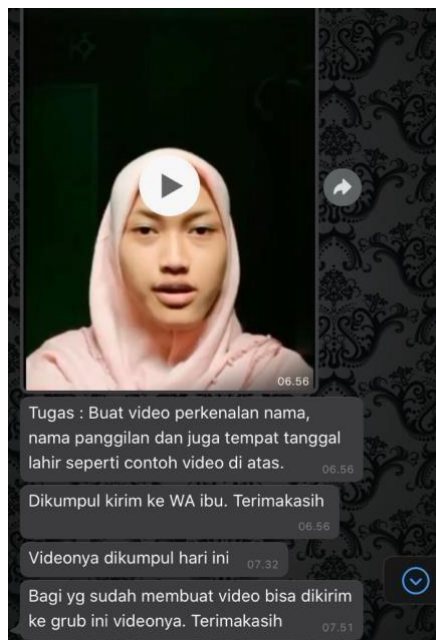 06.56
Tugas : Buat video perkenalan nama,
nama panggilan dan juga tempat tanggal
lahir seperti contoh video di atas.
06.56
Dikumpul kirim ke WA ibu. Terimakasih
06.56
Videonya dikumpul hari ini 07.32
Bagi yg sudah membuat video bisa dikirim
ke grub ini videonya. Terimakasih 07.51